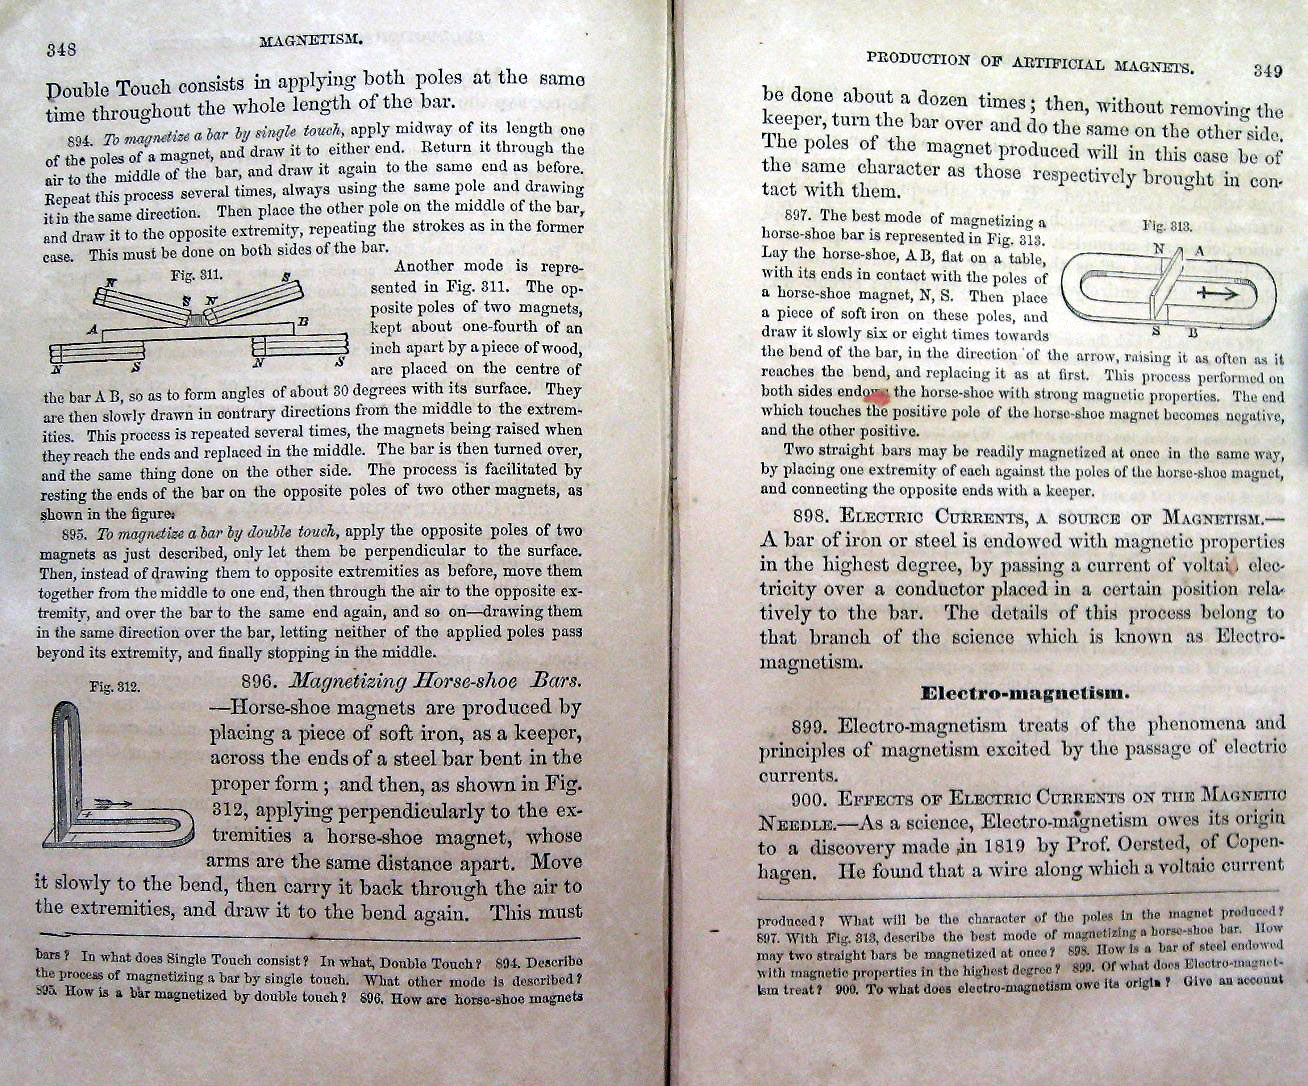 348
MAGNETISM.
Double Touch consists in applying both poles at the same
time throughout the whole length of the bar.
894. To magnetize a bar by single touch, apply midway of its length one
of the poles of a magnet, and draw it to either end. Return it through the
air to the middle of the bar, and draw it again to the same end as before.
Repeat this process several times, always using the same pole and drawing
it in the same direction. Then place the other pole on the middle of the bar,
and draw it to the opposite extremity, repeating the strokes as in the former
case. This must be done on both sides of the bar.
Fig. 311.
N S
S N
A B
N S N S
Another mode is repre-
sented in Fig. 311. The op-
posite poles of two magnets,
kept about one-fourth of an
inch apart by a piece of wood,
are placed on the centre of
the bar A B, so as to form angles of about 30 degrees with its surface. They
are then slowly drawn in contrary directions from the middle to the extrem-
ities. This process is repeated several times, the magnets being raised when
they reach the ends and replaced in the middle. The bar is then turned over,
and the same thing done on the other side. The process is facilitated by
resting the ends of the bar on the opposite poles of two other magnets, as
shown in the figure.
895. To magnetize a bar by double touch, apply the opposite poles of two
magnets as just described, only let them be perpendicular to the surface.
Then, instead of drawing them to opposite extremities as before, move them
together from the middle to one end, then through the air to the opposite ex-
tremity, and over the bar to the same end again, and so on—drawing them
in the same direction over the bar, letting neither of the applied poles pass
beyond its extremity, and finally stopping in the middle.
Fig. 312.
896. Magnetizing Horse-shoe Bars.
—Horse-shoe magnets are produced by
placing a piece of soft iron, as a keeper,
across the ends of a steel bar bent in the
proper form; and then, as shown in Fig.
312, applying perpendicularly to the ex-
tremities a horse-shoe magnet, whose
arms are the same distance apart. Move
it slowly to the bend, then carry it back through the air to
the extremities, and draw it to the bend again. This must
bars? In what does Single Touch consist? In what, Double Touch? 894. Describe
the process of magnetizing a bar by single touch. What other mode is described?
895. How is a bar magnetized by double touch? 896. How are horse-shoe magnets
PRODUCTION OF ARTIFICIAL MAGNETS.
349
be done about a dozen times; then, without removing the
keeper, turn the bar over and do the same on the other side.
The poles of the magnet produced will in this case be of
the same character as those respectively brought in con-
tact with them.
897. The best mode of magnetizing a
horse-shoe bar is represented in Fig. 313.
Lay the horse-shoe, A B, flat on a table,
with its ends in contact with the poles of
a horse-shoe magnet, N, S. Then place
a piece of soft iron on these poles, and
draw it slowly six or eight times towards
Fig. 313.
N A
S B
the bend of the bar, in the direction of the arrow, raising it as often as it
reaches the bend, and replacing it as at first. This process performed on
both sides endows the horse-shoe with strong magnetic properties. The end
which touches the positive pole of the horse-shoe magnet becomes negative,
and the other positive.
Two straight bars may be readily magnetized at once in the same way,
by placing one extremity of each against the poles of the horse-shoe magnet,
and connecting the opposite ends with a keeper.
898. ELECTRIC CURRENTS, A SOURCE OF MAGNETISM.—
A bar of iron or steel is endowed with magnetic properties
in the highest degree, by passing a current of voltaic elec-
tricity over a conductor placed in a certain position rela-
tively to the bar. The details of this process belong to
that branch of the science which is known as Electro-
magnetism.
Electro-magnetism.
899. Electro-magnetism treats of the phenomena and
principles of magnetism excited by the passage of electric
currents.
900. EFFECTS OF ELECTRIC CURRENTS ON THE MAGNETIC
NEEDLE.—As a science, Electro-magnetism owes its origin
to a discovery made in 1819 by Prof. Oersted, of Copen-
hagen. He found that a wire along which a voltaic current
produced? What will be the character of the poles in the magnet produced?
897. With Fig. 313, describe the best mode of magnetizing a horse-shoe bar. How
may two straight bars be magnetized at once? 898. How is a bar of steel endowed
with magnetic properties in the highest degree? 899. Of what does Electro-magnet-
ism treat? 900. To what does electro-magnetism owe its origin? Give an account